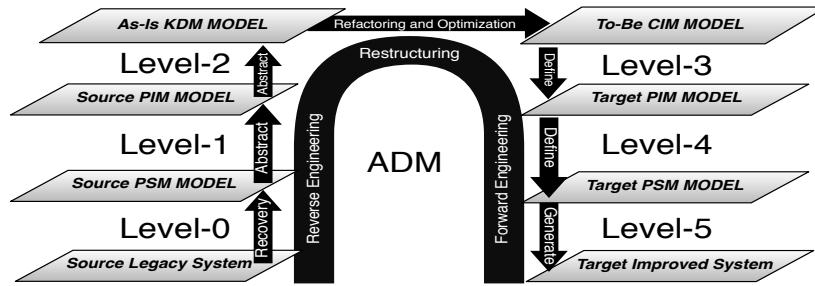 As-Is KDM MODEL
Refactoring and Optimization
To-Be CIM MODEL
Level-2
Abstract
Restructuring
Define
Level-3
Source PIM MODEL
Target PIM MODEL
Level-1
Abstract
Reverse Engineering
ADM
Forward Engineering
Define
Level-4
Source PSM MODEL
Target PSM MODEL
Level-0
Recovery
Generate
Level-5
Source Legacy System
Target Improved System